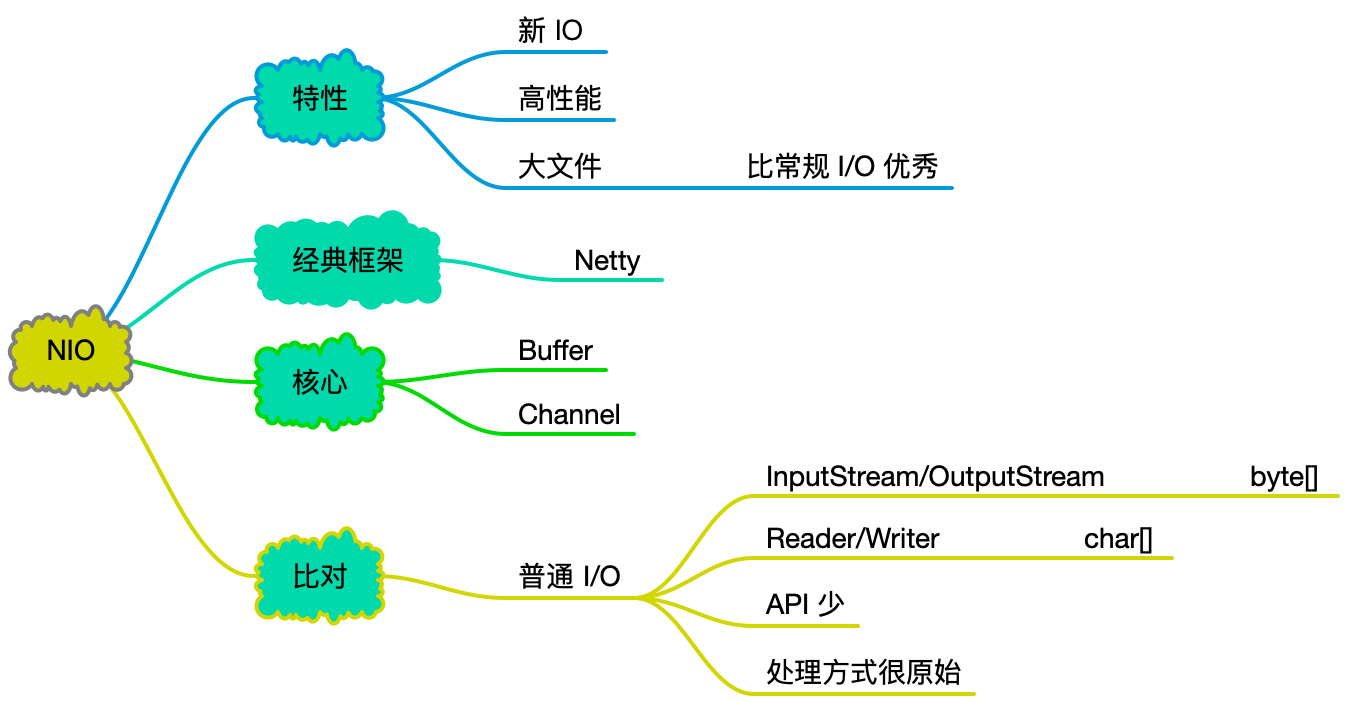 NIO
特性
新 IO
高性能
大文件
比常规 I/O 优秀
经典框架
Netty
核心
Buffer
Channel
比对
普通 I/O
InputStream/OutputStream
byte[]
Reader/Writer
char[]
API 少
处理方式很原始